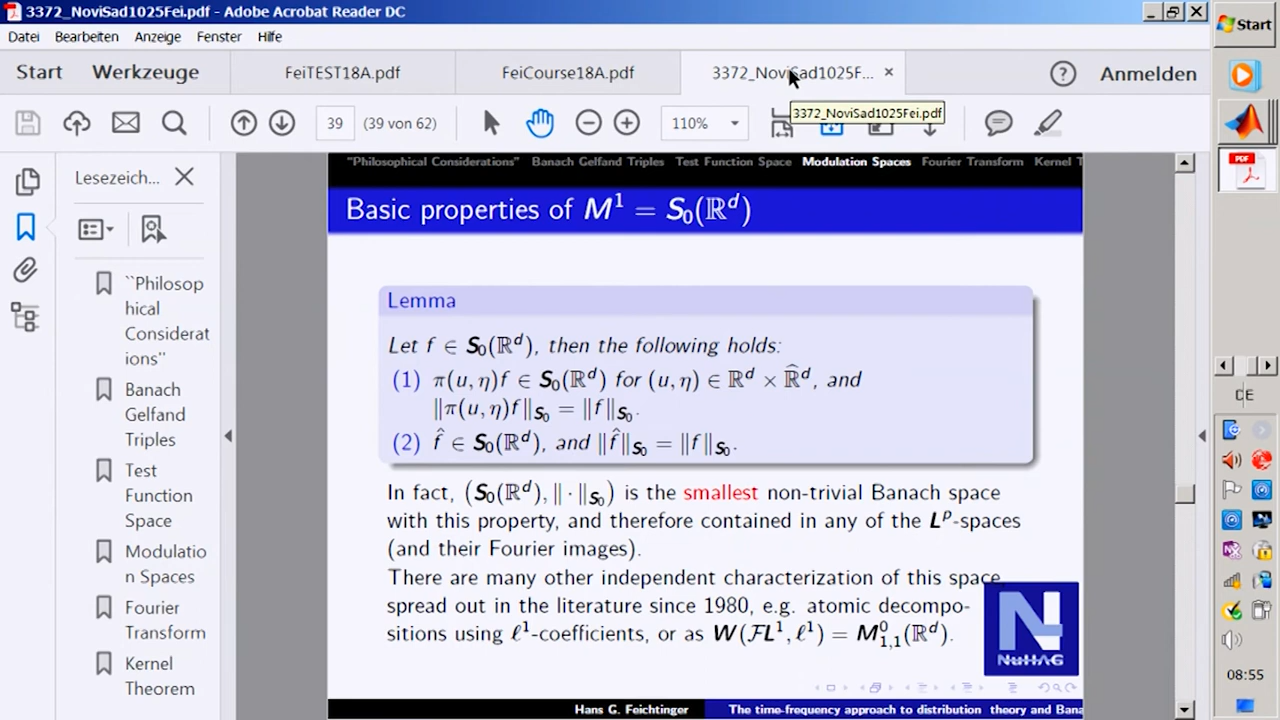 3372_NoviSad1025Fei.pdf - Adobe Acrobat Reader DC
Start
Datei Bearbeiten Anzeige Fenster Hilfe
Start Werkzeuge FeiTEST18A.pdf FeiCourse18A.pdf 3372_NoviSad1025F... × ? Anmelden
39 (39 von 62) 110% 3372_NoviSad1025Fei.pdf
PDF
Lesezeich...
"Philosophical Considerations" Banach Gelfand Triples Test Function Space Modulation Spaces Fourier Transform Kernel T
Basic properties of M¹ = S₀(ℝᵈ)
Lemma
Let f ∈ S₀(ℝᵈ), then the following holds:
(1) π(u, η)f ∈ S₀(ℝᵈ) for (u, η) ∈ ℝᵈ × ℝ̂ᵈ, and
‖π(u, η)f‖S₀ = ‖f‖S₀.
(2) f̂ ∈ S₀(ℝᵈ), and ‖f̂‖S₀ = ‖f‖S₀.
In fact, (S₀(ℝᵈ), ‖ · ‖S₀) is the smallest non-trivial Banach space
with this property, and therefore contained in any of the Lᵖ-spaces
(and their Fourier images).
There are many other independent characterization of this space
spread out in the literature since 1980, e.g. atomic decompo-
sitions using ℓ¹-coefficients, or as W(ℱL¹, ℓ¹) = M⁰₁,₁(ℝᵈ).
N
NuHAG
Hans G. Feichtinger The time-frequency approach to distribution theory and Bana
``Philosop
hical
Considerat
ions''
Banach
Gelfand
Triples
Test
Function
Space
Modulatio
n Spaces
Fourier
Transform
Kernel
Theorem
DE
08:55